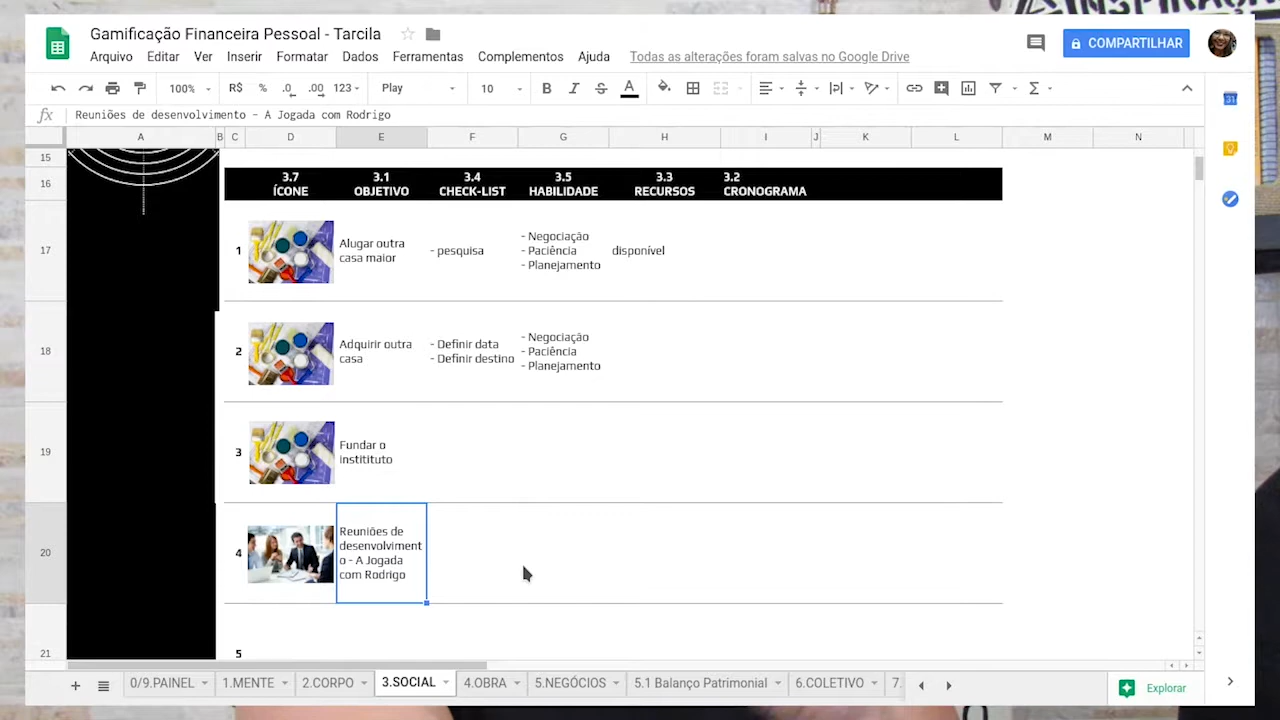 INSPIRAÇÃO
Gamificação Financeira Pessoal - Tarcila
Arquivo Editar Ver Inserir Formatar Dados Ferramentas Complementos Ajuda Todas as alterações foram salvas no Google Drive
COMPARTILHAR
100% R$ % .0 .00 123 Play 10 B I S A Σ
fx Reuniões de desenvolvimento - A Jogada com Rodrigo
31
A B C D E F G H I J K L M N
15
16
3.7 3.1 3.4 3.5 3.3 3.2
ÍCONE OBJETIVO CHECK-LIST HABILIDADE RECURSOS CRONOGRAMA
17 1
Alugar outra
casa maior
- pesquisa
- Negociação
- Paciência
- Planejamento
disponível
18 2
Adquirir outra
casa
- Definir data
- Definir destino
- Negociação
- Paciência
- Planejamento
19 3
Fundar o
institituto
20 4
Reuniões de
desenvolviment
o - A Jogada
com Rodrigo
21 5
0/9.PAINEL 1.MENTE 2.CORPO 3.SOCIAL 4.OBRA 5.NEGÓCIOS 5.1 Balanço Patrimonial 6.COLETIVO 7.
Explorar